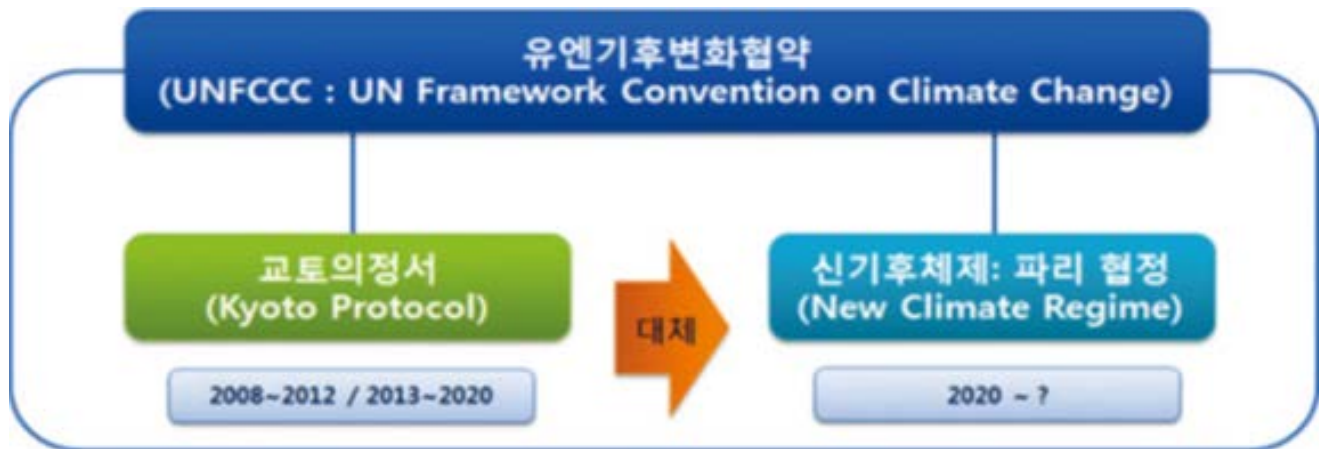 유엔기후변화협약
(UNFCCC : UN Framework Convention on Climate Change)
교토의정서
(Kyoto Protocol)
대체
신기후체제: 파리 협정
(New Climate Regime)
2008~2012 / 2013~2020
2020 ~ ?